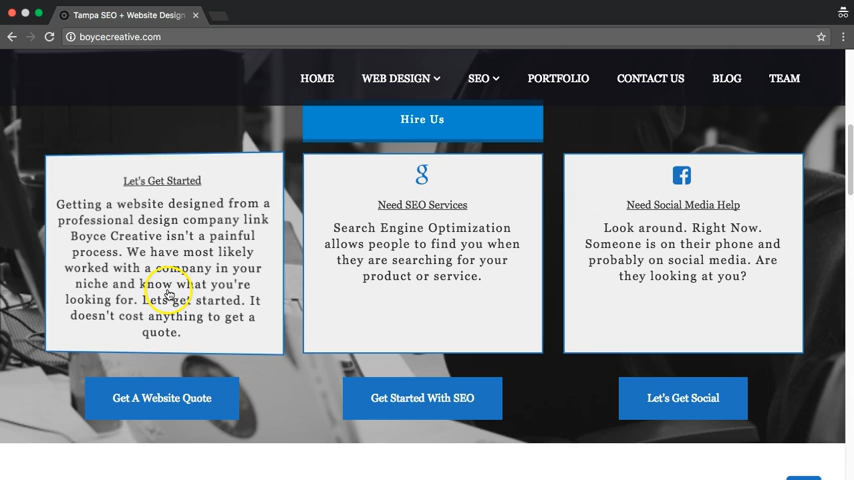 Tampa SEO + Website Design
boycecreative.com
HOME
WEB DESIGN
SEO
PORTFOLIO
CONTACT US
BLOG
TEAM
Hire Us
Let's Get Started
Getting a website designed from a
professional design company link
Boyce Creative isn't a painful
process. We have most likely
worked with a company in your
niche and know what you're
looking for. Lets get started. It
doesn't cost anything to get a
quote.
Get A Website Quote
g
Need SEO Services
Search Engine Optimization
allows people to find you when
they are searching for your
product or service.
Get Started With SEO
Need Social Media Help
Look around. Right Now.
Someone is on their phone and
probably on social media. Are
they looking at you?
Let's Get Social